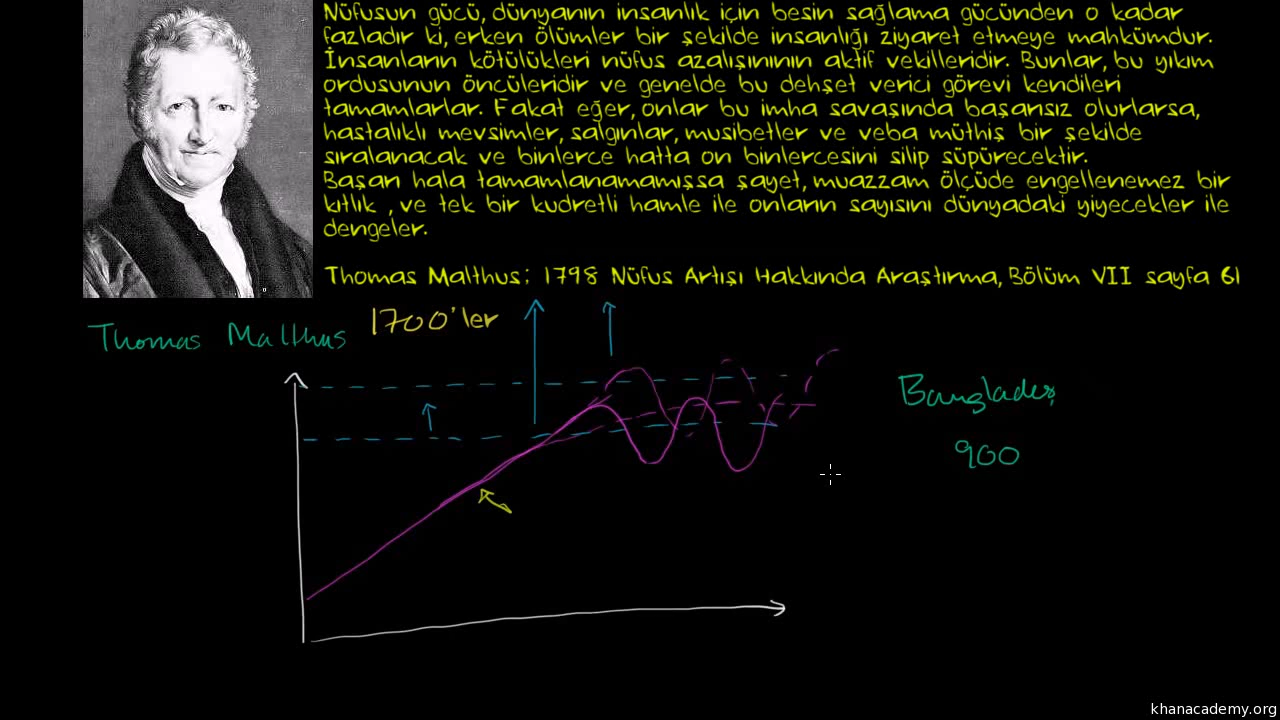 Nüfusun gücü, dünyanın insanlık için besin sağlama gücünden o kadar
fazladır ki, erken ölümler bir şekilde insanlığı ziyaret etmeye mahkümdur.
İnsanların kötülükleri nüfus azalışınının aktif vekilleridir. Bunlar, bu yıkım
ordusunun öncüleridir ve genelde bu dehşet verici görevi kendileri
tamamlarlar. Fakat eğer, onlar bu imha savaşında başarısız olurlarsa,
hastalıklı mevsimler, salgınlar, musibetler ve veba müthiş bir şekilde
sıralanacak ve binlerce hatta on binlercesini silip süpürecektir.
Başarı hala tamamlanamamışsa şayet, muazzam ölçüde engellenemez bir
kıtlık , ve tek bir kudretli hamle ile onların sayısını dünyadaki yiyecekler ile
dengeler.
Thomas Malthus; 1798 Nüfus Artışı Hakkında Araştırma, Bölüm VII sayfa 61
Thomas Malthus 1700'ler
Bangladeş
900
khanacademy.org